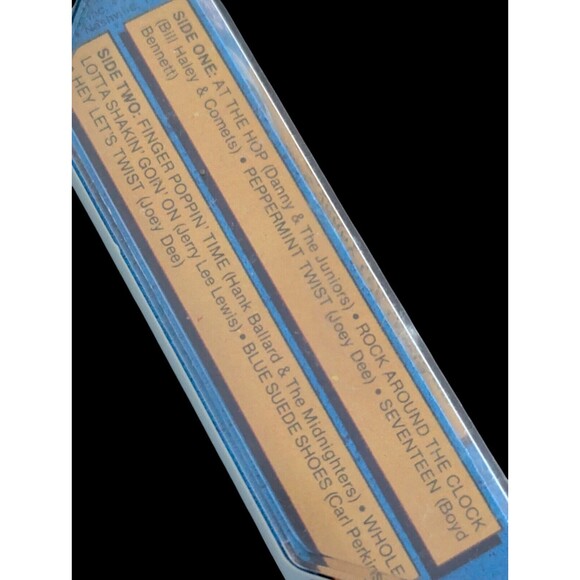 SIDE ONE: AT THE HOP (Danny & The Juniors) • ROCK AROUND THE CLOCK
(Bill Haley & Comets) • PEPPERMINT TWIST (Joey Dee) • SEVENTEEN (Boyd
Bennett)
SIDE TWO: FINGER POPPIN' TIME (Hank Ballard & The Midnighters) • WHOLE
LOTTA SHAKIN' GOIN' ON (Jerry Lee Lewis) • BLUE SUEDE SHOES (Carl Perkins
HEY LET'S TWIST (Joey Dee)